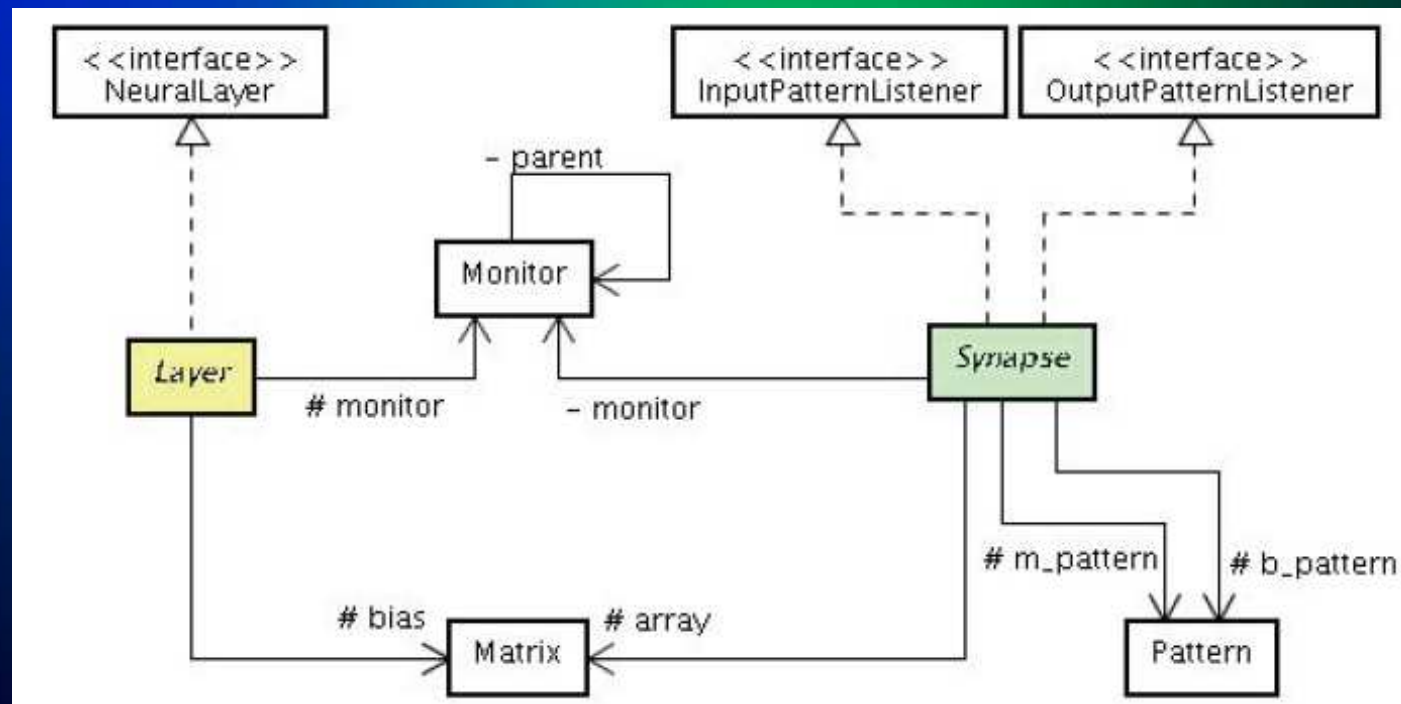 <<interface>>
NeuralLayer
<<interface>>
InputPatternListener
<<interface>>
OutputPatternListener
- parent
Monitor
Layer
Synapse
# monitor
- monitor
# m_pattern
# b_pattern
# bias
# array
Matrix
Pattern